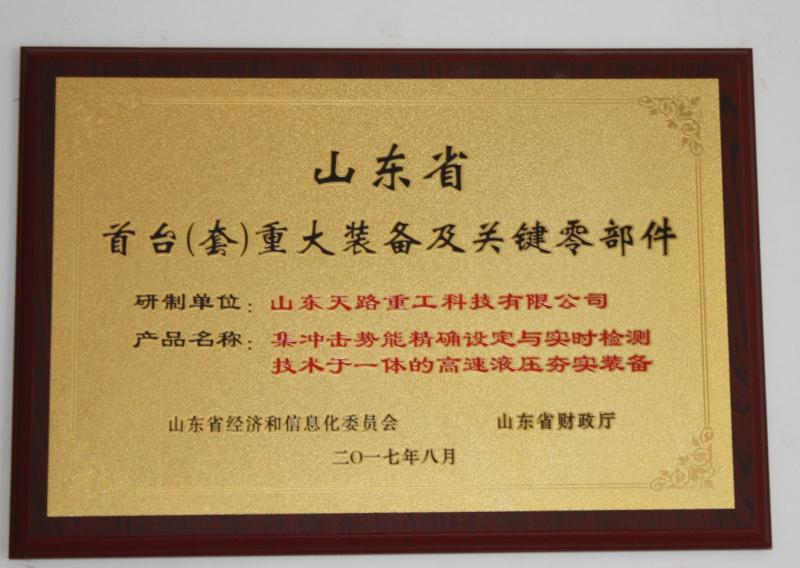 山东省
首台(套)重大装备及关键零部件
研制单位：山东天路重工科技有限公司
产品名称：集冲击势能精确设定与实时检测
技术于一体的高速液压夯实装备
山东省经济和信息化委员会 山东省财政厅
二〇一七年八月